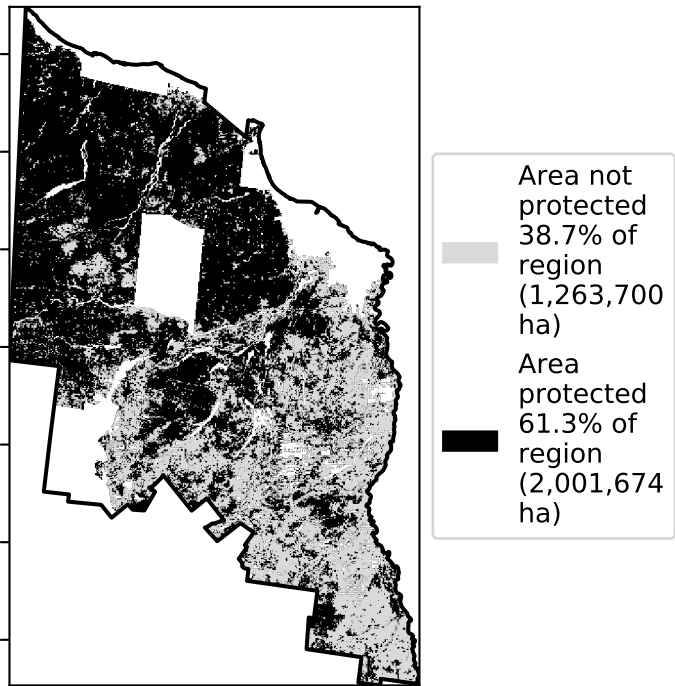 Area not
protected
38.7% of
region
(1,263,700
ha)
Area
protected
61.3% of
region
(2,001,674
ha)